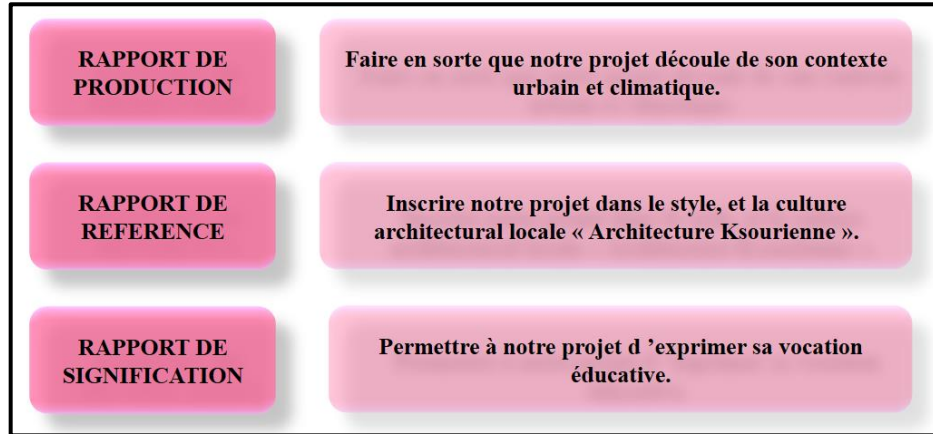 RAPPORT DE
PRODUCTION
Faire en sorte que notre projet découle de son contexte
urbain et climatique.
RAPPORT DE
REFERENCE
Inscrire notre projet dans le style, et la culture
architectural locale « Architecture Ksourienne ».
RAPPORT DE
SIGNIFICATION
Permettre à notre projet d ’exprimer sa vocation
éducative.